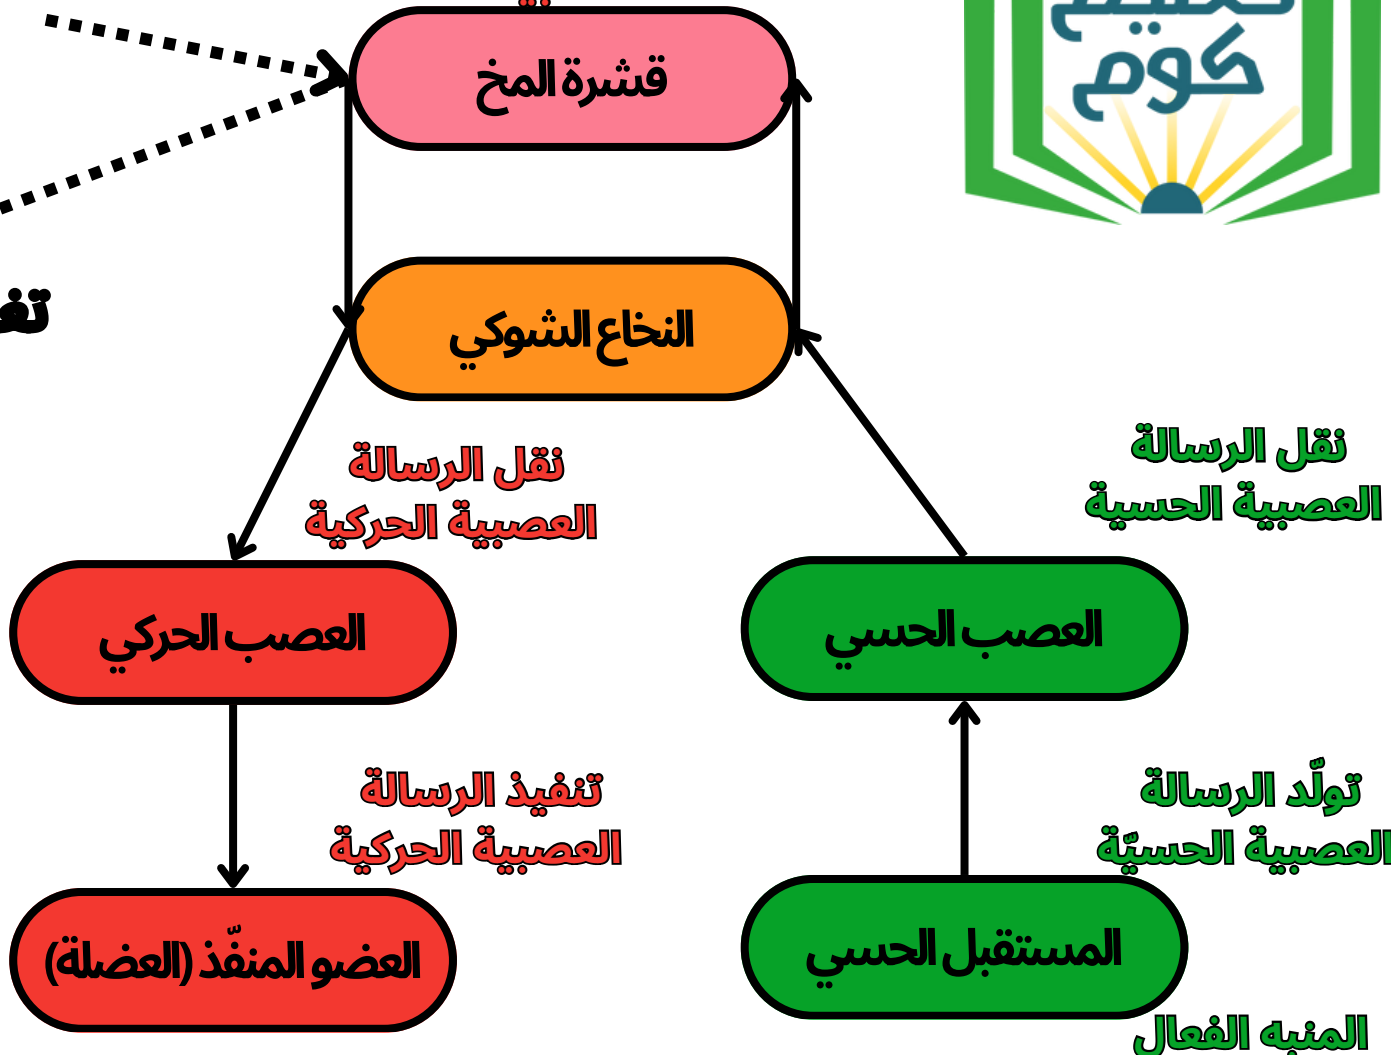 قشرة المخ
كوم
النخاع الشوكي
نقل الرسالة
العصبية الحسية
نقل الرسالة
العصبية الحركية
العصب الحسي
العصب الحركي
تولّد الرسالة
العصبية الحسيّة
تنفيذ الرسالة
العصبية الحركية
المستقبل الحسي
العضو المنفّذ (العضلة)
المنبه الفعال